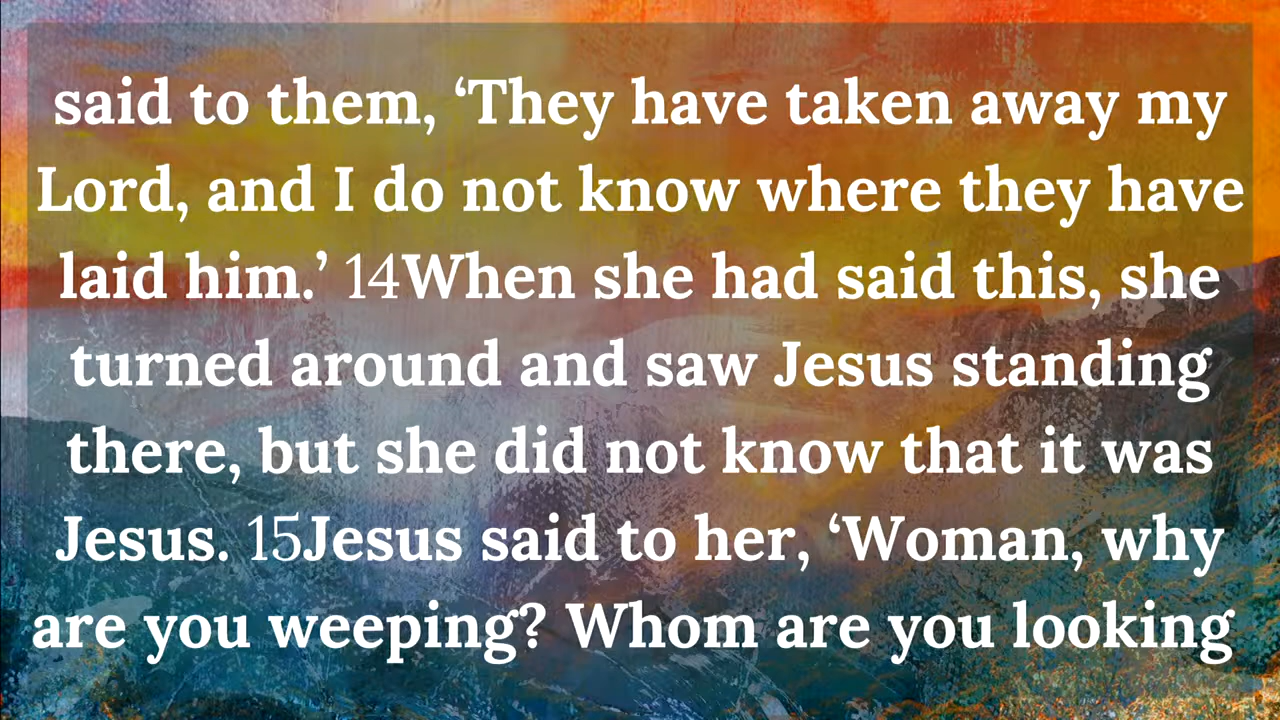 said to them, ‘They have taken away my
Lord, and I do not know where they have
laid him.’ 14When she had said this, she
turned around and saw Jesus standing
there, but she did not know that it was
Jesus. 15Jesus said to her, ‘Woman, why
are you weeping? Whom are you looking